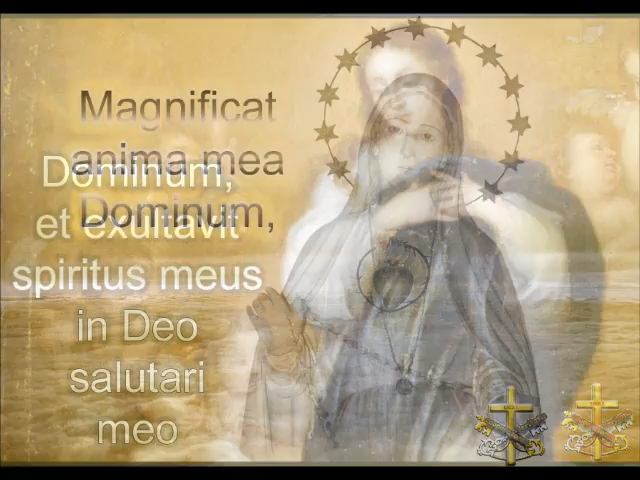 Magnificat
anima mea
Dominum,
Dominum,
et exultavit
spiritus meus
in Deo
salutari
meo